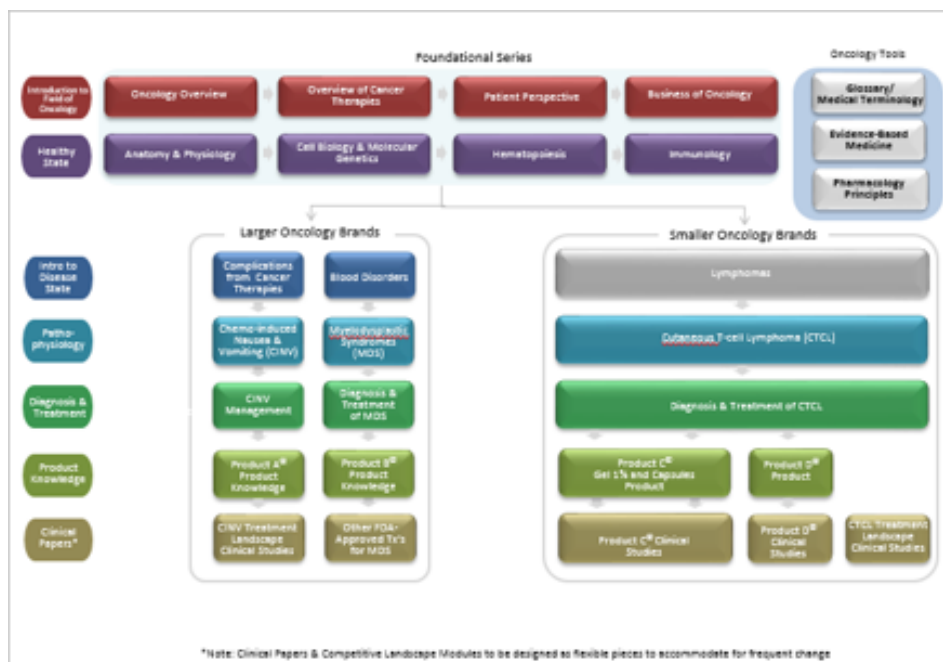 Foundational Series
Oncology Tools
Introduction to
Field of
Oncology
Oncology Overview
Overview of Cancer
Therapies
Patient Perspective
Business of Oncology
Glossary/
Medical Terminology
Healthy
State
Anatomy & Physiology
Cell Biology & Molecular
Genetics
Hematopoiesis
Immunology
Evidence-Based
Medicine
Pharmacology
Principles
Larger Oncology Brands
Smaller Oncology Brands
Intro to
Disease
State
Complications
from Cancer
Therapies
Blood Disorders
Lymphomas
Patho-
physiology
Chemo-induced
Nausea &
Vomiting (CINV)
Myelodysplastic
Syndromes
(MDS)
Cutaneous T-cell Lymphoma (CTCL)
Diagnosis &
Treatment
CINV
Management
Diagnosis &
Treatment
of MDS
Diagnosis & Treatment of CTCL
Product
Knowledge
Product A®
Product
Knowledge
Product B®
Product
Knowledge
Product C®
Gel 1% and Capsules
Product
Product D®
Product
Clinical
Papers*
CINV Treatment
Landscape
Clinical Studies
Other FDA-
Approved Tx's
for MDS
Product C® Clinical
Studies
Product D®
Clinical
Studies
CTCL Treatment
Landscape
Clinical Studies
*Note: Clinical Papers & Competitive Landscape Modules to be designed as flexible pieces to accommodate for frequent change